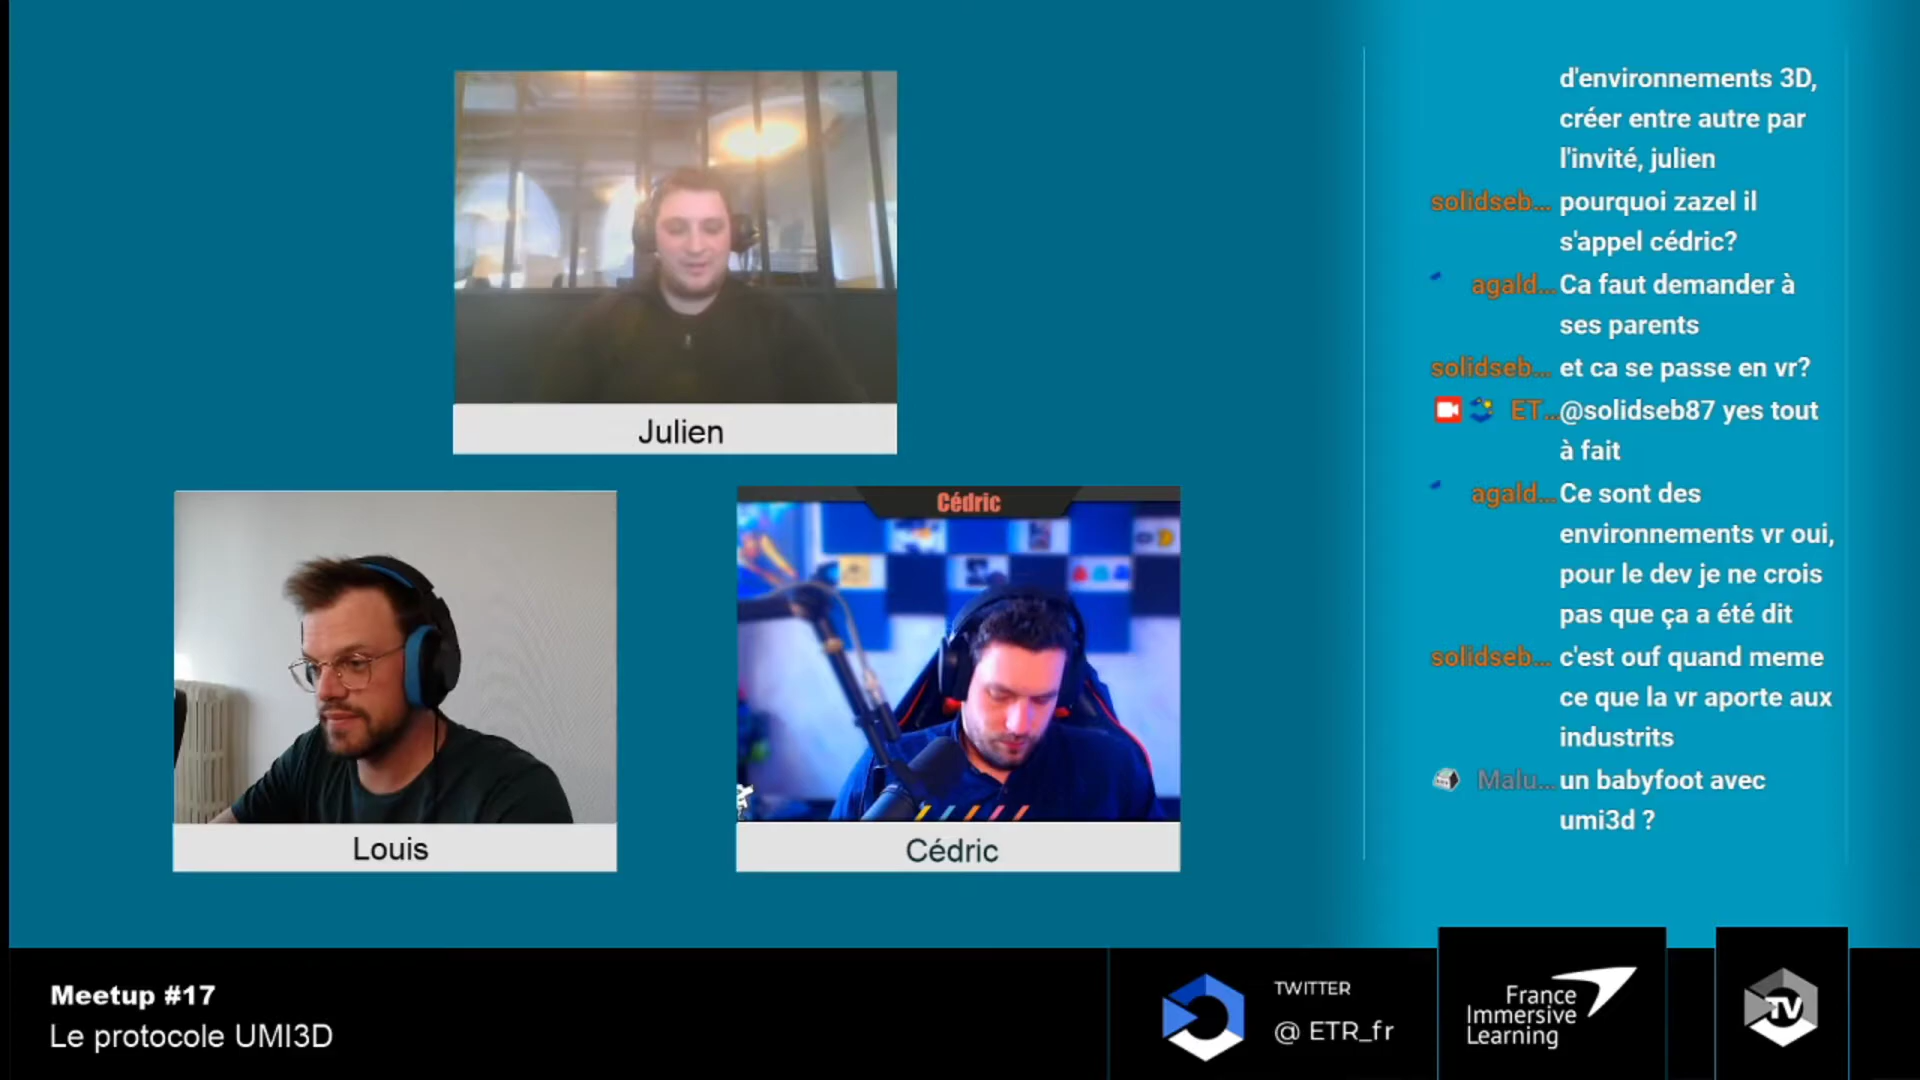 Julien
Louis
Cédric
Cédric
d'environnements 3D,
créer entre autre par
l'invité, julien
solidseb... pourquoi zazel il
s'appel cédric?
agald... Ca faut demander à
ses parents
solidseb... et ca se passe en vr?
ET... @solidseb87 yes tout
à fait
agald... Ce sont des
environnements vr oui,
pour le dev je ne crois
pas que ça a été dit
solidseb... c'est ouf quand meme
ce que la vr aporte aux
industrits
Malu... un babyfoot avec
umi3d ?
Meetup #17
Le protocole UMI3D
TWITTER
@ ETR_fr
France
Immersive
Learning
TV